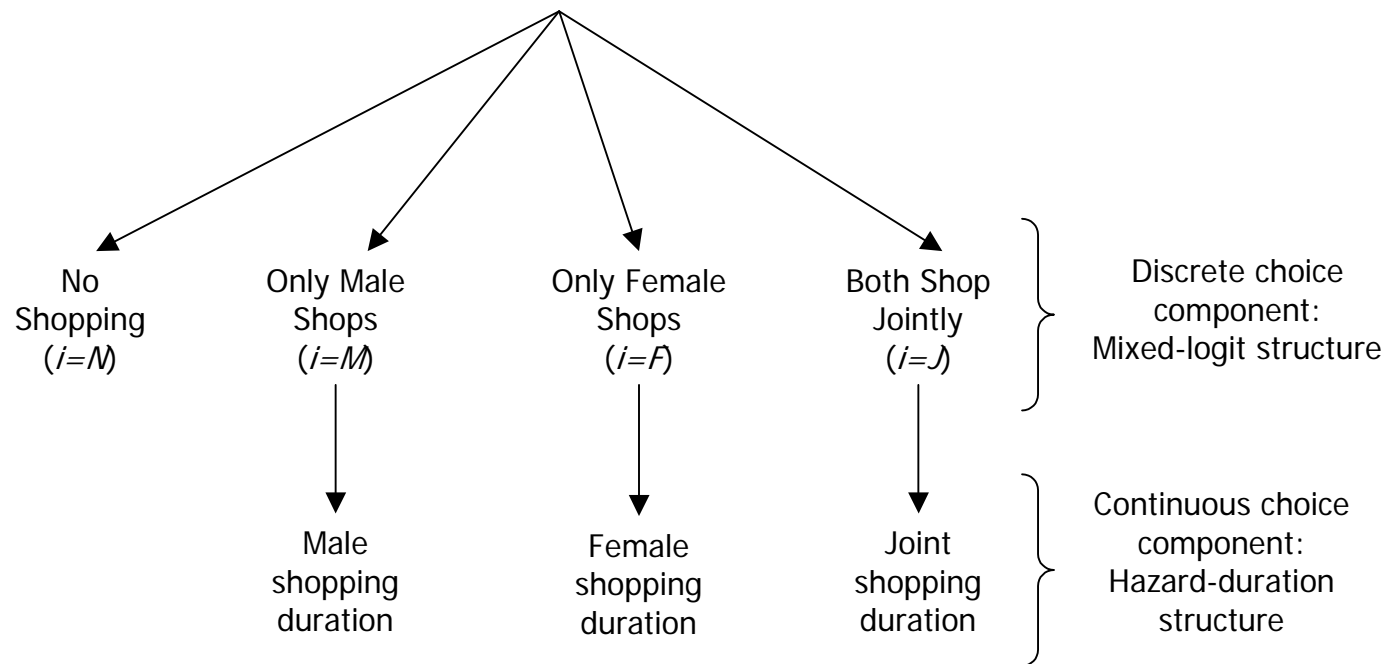 No
Shopping
(i=N)
Only Male
Shops
(i=M)
Only Female
Shops
(i=F)
Both Shop
Jointly
(i=J)
Discrete choice
component:
Mixed-logit structure
Male
shopping
duration
Female
shopping
duration
Joint
shopping
duration
Continuous choice
component:
Hazard-duration
structure